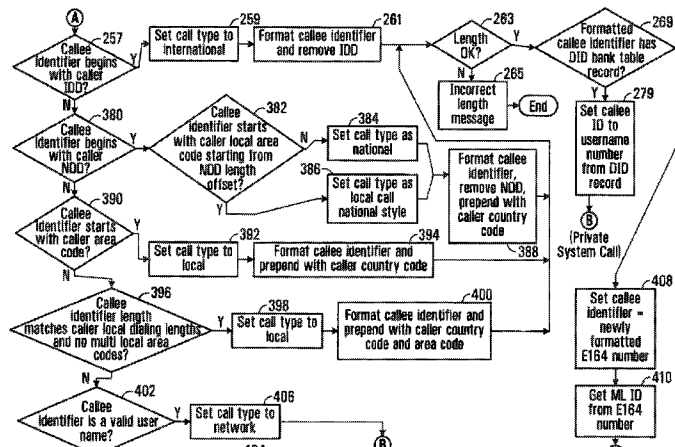 A
257
Callee
identifier begins
with caller
IDD?
Y
N
259
Set call type to
international
261
Format callee identifier
and remove IDD
263
Length
OK?
Y
N
265
Incorrect
length
message
End
269
Formatted
callee identifier has
DID bank table
record?
Y
279
Set callee
ID to
username
number
from DID
record
B
(Private
System Call)
380
Callee
identifier begins
with caller
NDD?
Y
N
382
Callee
identifier starts
with caller local area
code starting from
NDD length
offset?
N
Y
384
Set call type as
national
386
Set call type as
local call
national style
Format callee
identifier,
remove NDD,
prepend with
caller country
code
388
390
Callee
identifier starts
with caller area
code?
Y
N
392
Set call type to
local
394
Format callee identifier and
prepend with caller country code
396
Callee
identifier length
matches caller local dialing lengths
and no multi local area
codes?
Y
N
398
Set call type to
local
400
Format callee identifier and
prepend with caller country
code and area code
402
Callee
identifier is a valid user
name?
Y
406
Set call type to
network
B
408
Set callee
identifier =
newly
formatted
E164 number
410
Get ML ID
from E164
number